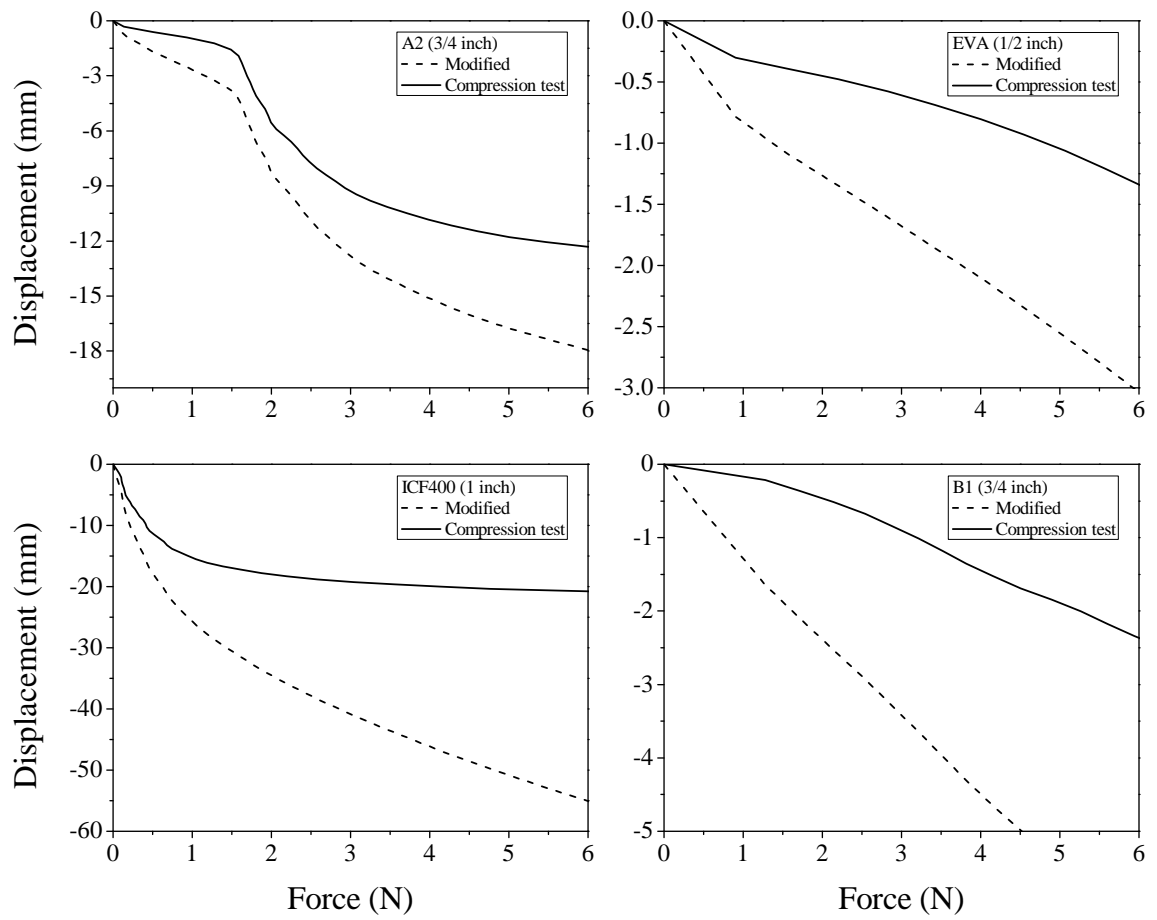 Displacement (mm)
0
-3
-6
-9
-12
-15
-18
0 1 2 3 4 5 6
A2 (3/4 inch)
Modified
Compression test
0.0
-0.5
-1.0
-1.5
-2.0
-2.5
-3.0
0 1 2 3 4 5 6
EVA (1/2 inch)
Modified
Compression test
Displacement (mm)
0
-10
-20
-30
-40
-50
-60
0 1 2 3 4 5 6
ICF400 (1 inch)
Modified
Compression test
Force (N)
0
-1
-2
-3
-4
-5
0 1 2 3 4 5 6
B1 (3/4 inch)
Modified
Compression test
Force (N)